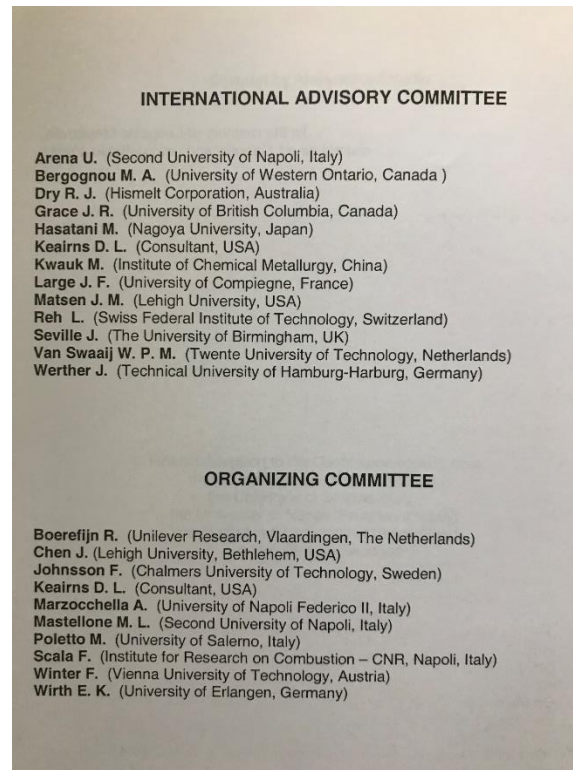 INTERNATIONAL ADVISORY COMMITTEE
Arena U. (Second University of Napoli, Italy)
Bergognou M. A. (University of Western Ontario, Canada )
Dry R. J. (Hismelt Corporation, Australia)
Grace J. R. (University of British Columbia, Canada)
Hasatani M. (Nagoya University, Japan)
Keairns D. L. (Consultant, USA)
Kwauk M. (Institute of Chemical Metallurgy, China)
Large J. F. (University of Compiegne, France)
Matsen J. M. (Lehigh University, USA)
Reh L. (Swiss Federal Institute of Technology, Switzerland)
Seville J. (The University of Birmingham, UK)
Van Swaaij W. P. M. (Twente University of Technology, Netherlands)
Werther J. (Technical University of Hamburg-Harburg, Germany)
ORGANIZING COMMITTEE
Boerefijn R. (Unilever Research, Vlaardingen, The Netherlands)
Chen J. (Lehigh University, Bethlehem, USA)
Johnsson F. (Chalmers University of Technology, Sweden)
Keairns D. L. (Consultant, USA)
Marzocchella A. (University of Napoli Federico II, Italy)
Mastellone M. L. (Second University of Napoli, Italy)
Poletto M. (University of Salerno, Italy)
Scala F. (Institute for Research on Combustion – CNR, Napoli, Italy)
Winter F. (Vienna University of Technology, Austria)
Wirth E. K. (University of Erlangen, Germany)